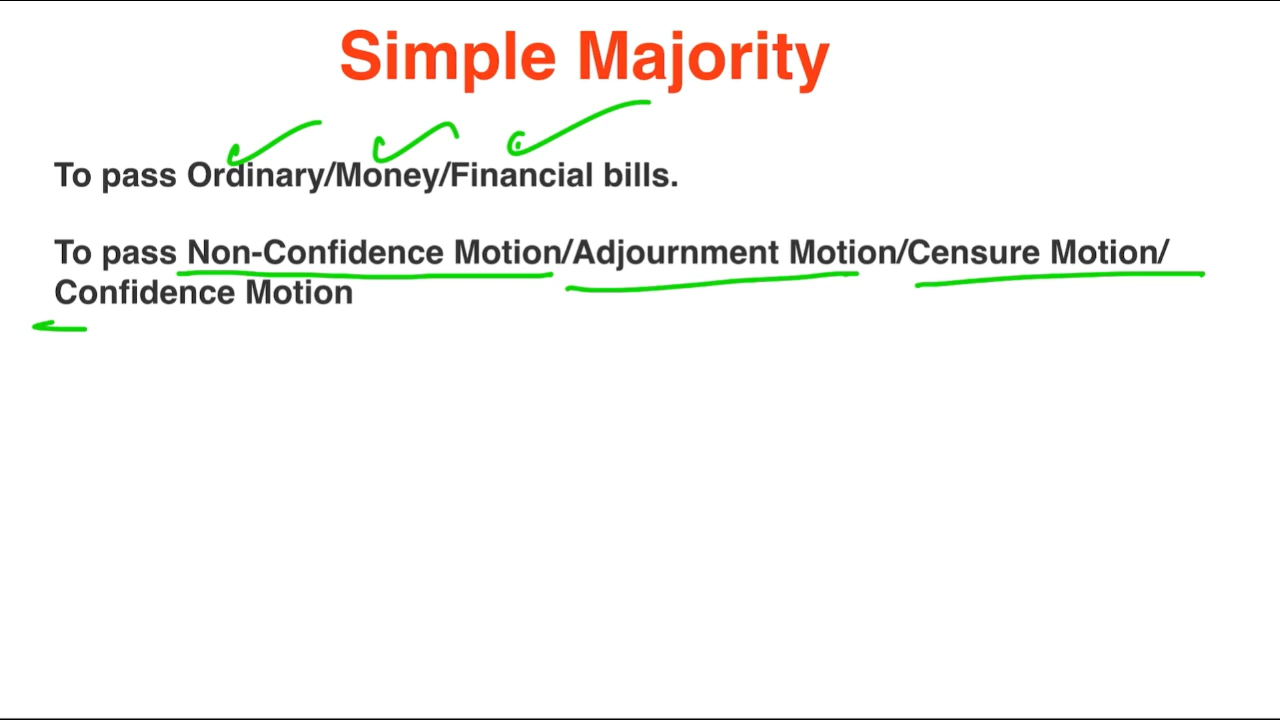 Simple Majority
To pass Ordinary/Money/Financial bills.
To pass Non-Confidence Motion/Adjournment Motion/Censure Motion/
Confidence Motion